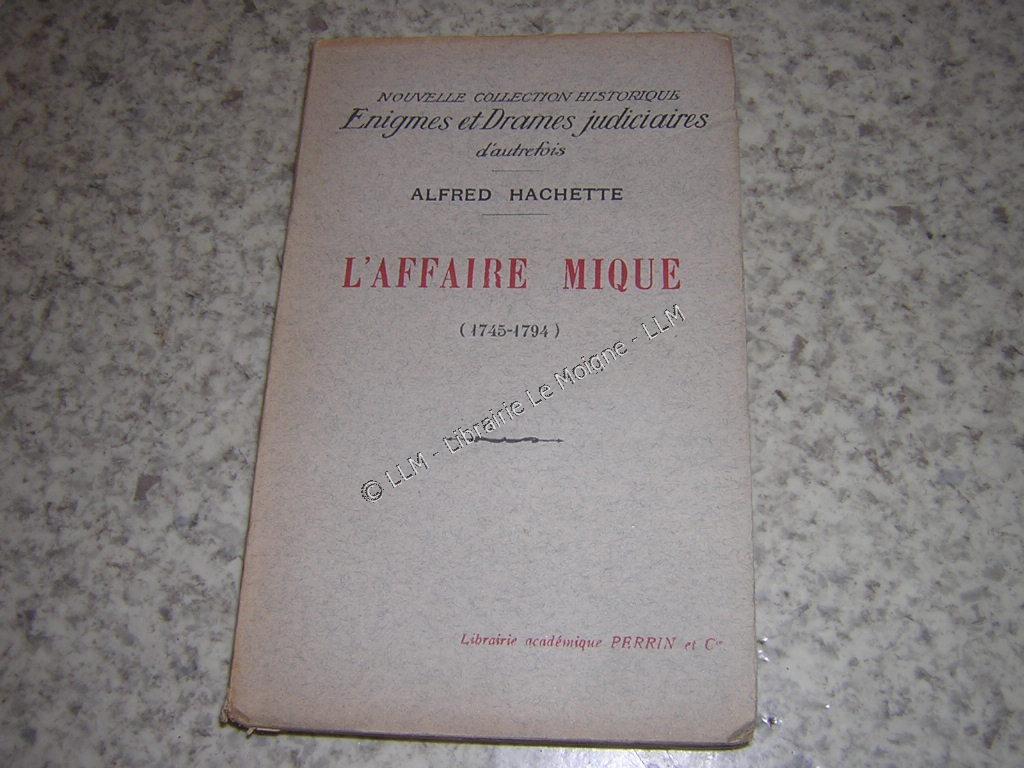 NOUVELLE COLLECTION HISTORIQUE
Enigmes et Drames judiciaires
d'autrefois
ALFRED HACHETTE
L'AFFAIRE MIQUE
(1745-1794)
© LLM - Librairie Le Moigne - LLM
Librairie académique PERRIN et Cie